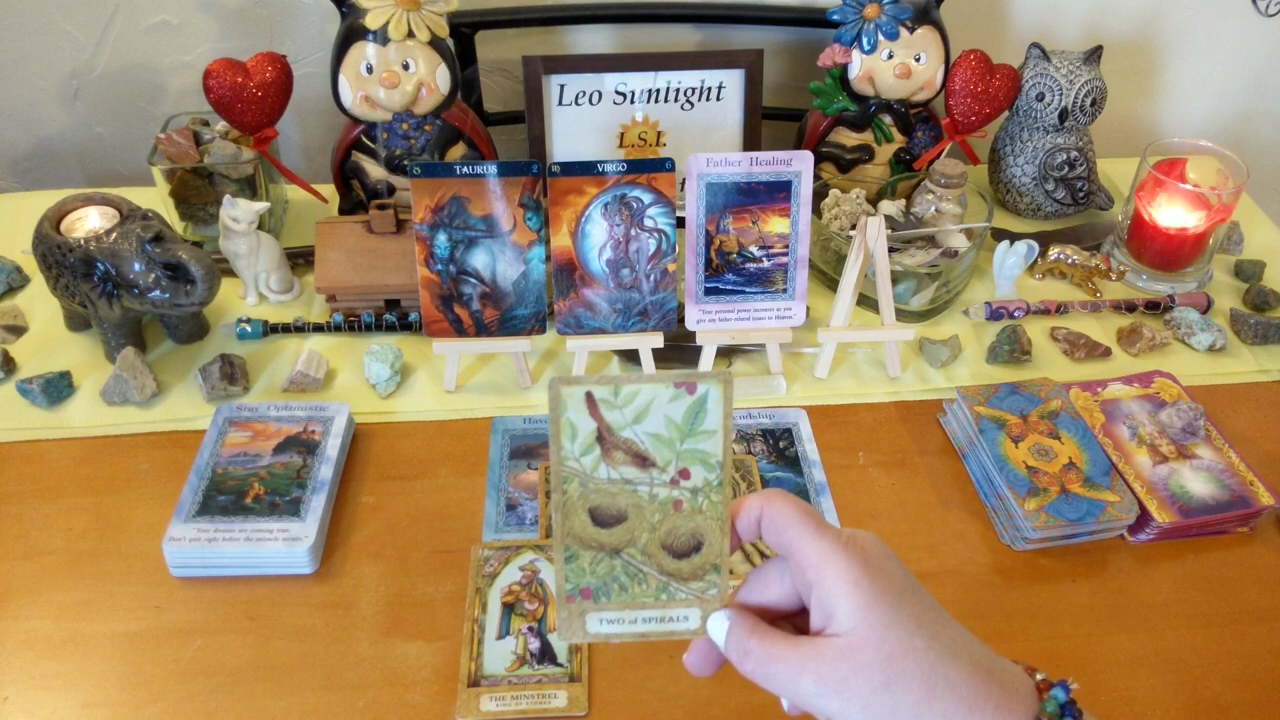 Leo Sunlight
L.S.I.
TAURUS 2
VIRGO 6
Father Healing
"Your personal power increases as you
give any father-related issues to Heaven."
Stay Optimistic
"Your dreams are coming true.
Don't quit right before the miracle occurs."
TWO of SPIRALS
THE MINSTREL
KING OF STONES